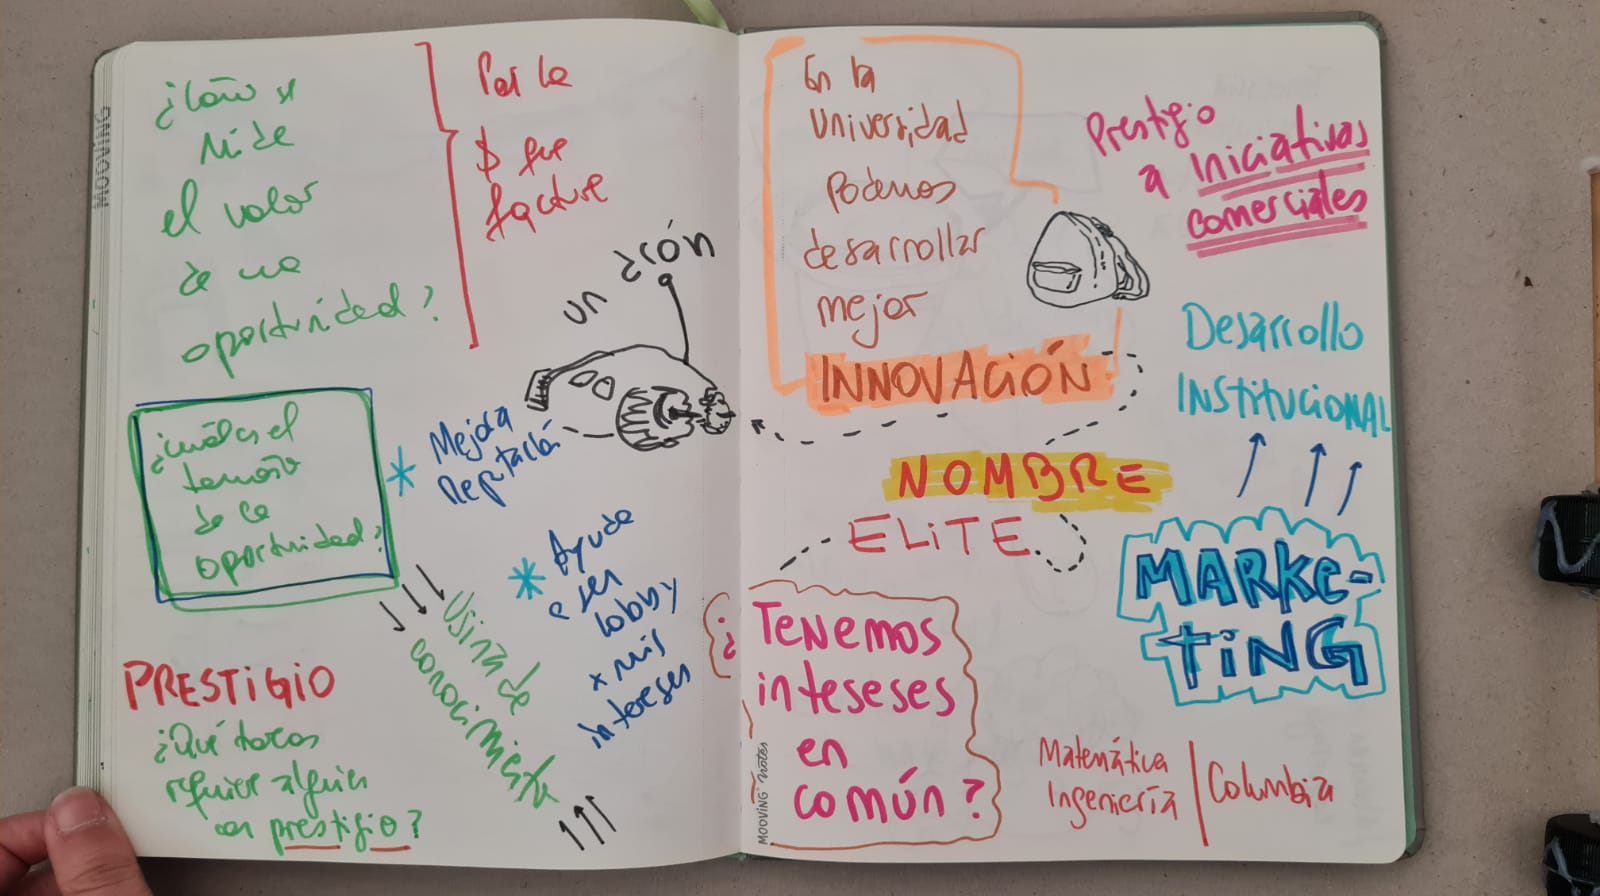 ¿Cómo se
mide
el valor
de una
oportunidad?
Por la
$ que
facture
un dron
¿cuál es el
tamaño
de la
oportunidad?
* Mejora
Reputación
* Ayuda
a ser
lobby
x mis
intereses
Usina de
conocimiento
PRESTIGIO
¿Qué
requiere alguien
con prestigio?
MOOVING
En la
Universidad
Podemos
desarrollar
mejor
INNOVACIÓN
Prestigio
a Iniciativas
comerciales
Desarrollo
INSTITUCIONAL
NOMBRE
ELITE
MARKE-
TING
¿Tenemos
inteseses
en
común?
Matemática
Ingeniería
Columbia
MOOVING notes